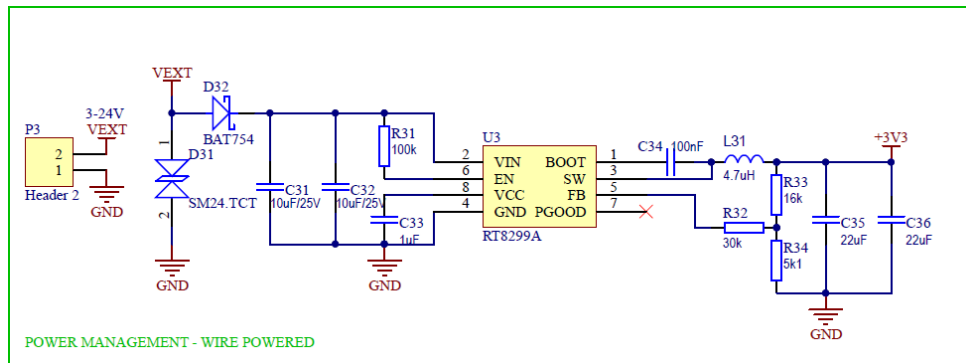 VEXT
D32
3-24V
P3
VEXT
BAT754
2
1
Header 2
GND
1
D31
2
SM24.TCT
GND
C31
10uF/25V
C32
10uF/25V
R31
100k
C33
1uF
GND
U3
2 VIN BOOT 1
6 EN SW 3
8 VCC FB 5
4 GND PGOOD 7
RT8299A
C34 100nF
L31
4.7uH
+3V3
R33
16k
R32
30k
R34
5k1
C35
22uF
C36
22uF
GND
POWER MANAGEMENT - WIRE POWERED